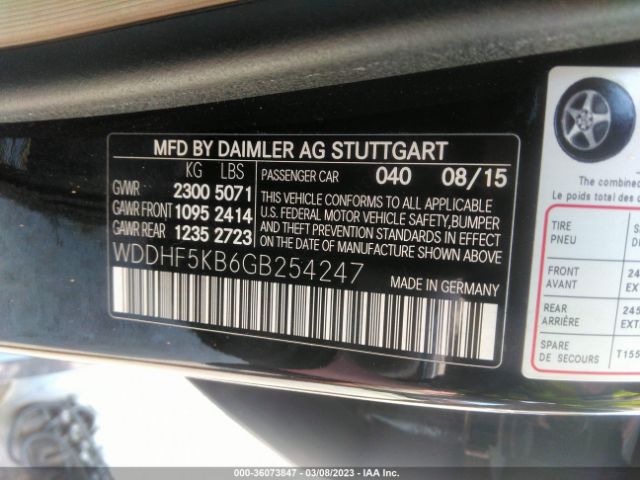 MFD BY DAIMLER AG STUTTGART
KG LBS
GVWR 2300 5071
GAWR FRONT 1095 2414
GAWR REAR 1235 2723
PASSENGER CAR 040 08/15
THIS VEHICLE CONFORMS TO ALL APPLICABLE
U.S. FEDERAL MOTOR VEHICLE SAFETY, BUMPER
AND THEFT PREVENTION STANDARDS
IN EFFECT ON THE DATE OF
MANUFACTURE SHOWN ABOVE.
WDDHF5KB6GB254247
MADE IN GERMANY
The combined
Le poids total des
TIRE
PNEU
FRONT
AVANT
REAR
ARRIÈRE
SPARE
DE SECOURS
T155
000-36073847 / 03/08/2023 - IAA Inc.